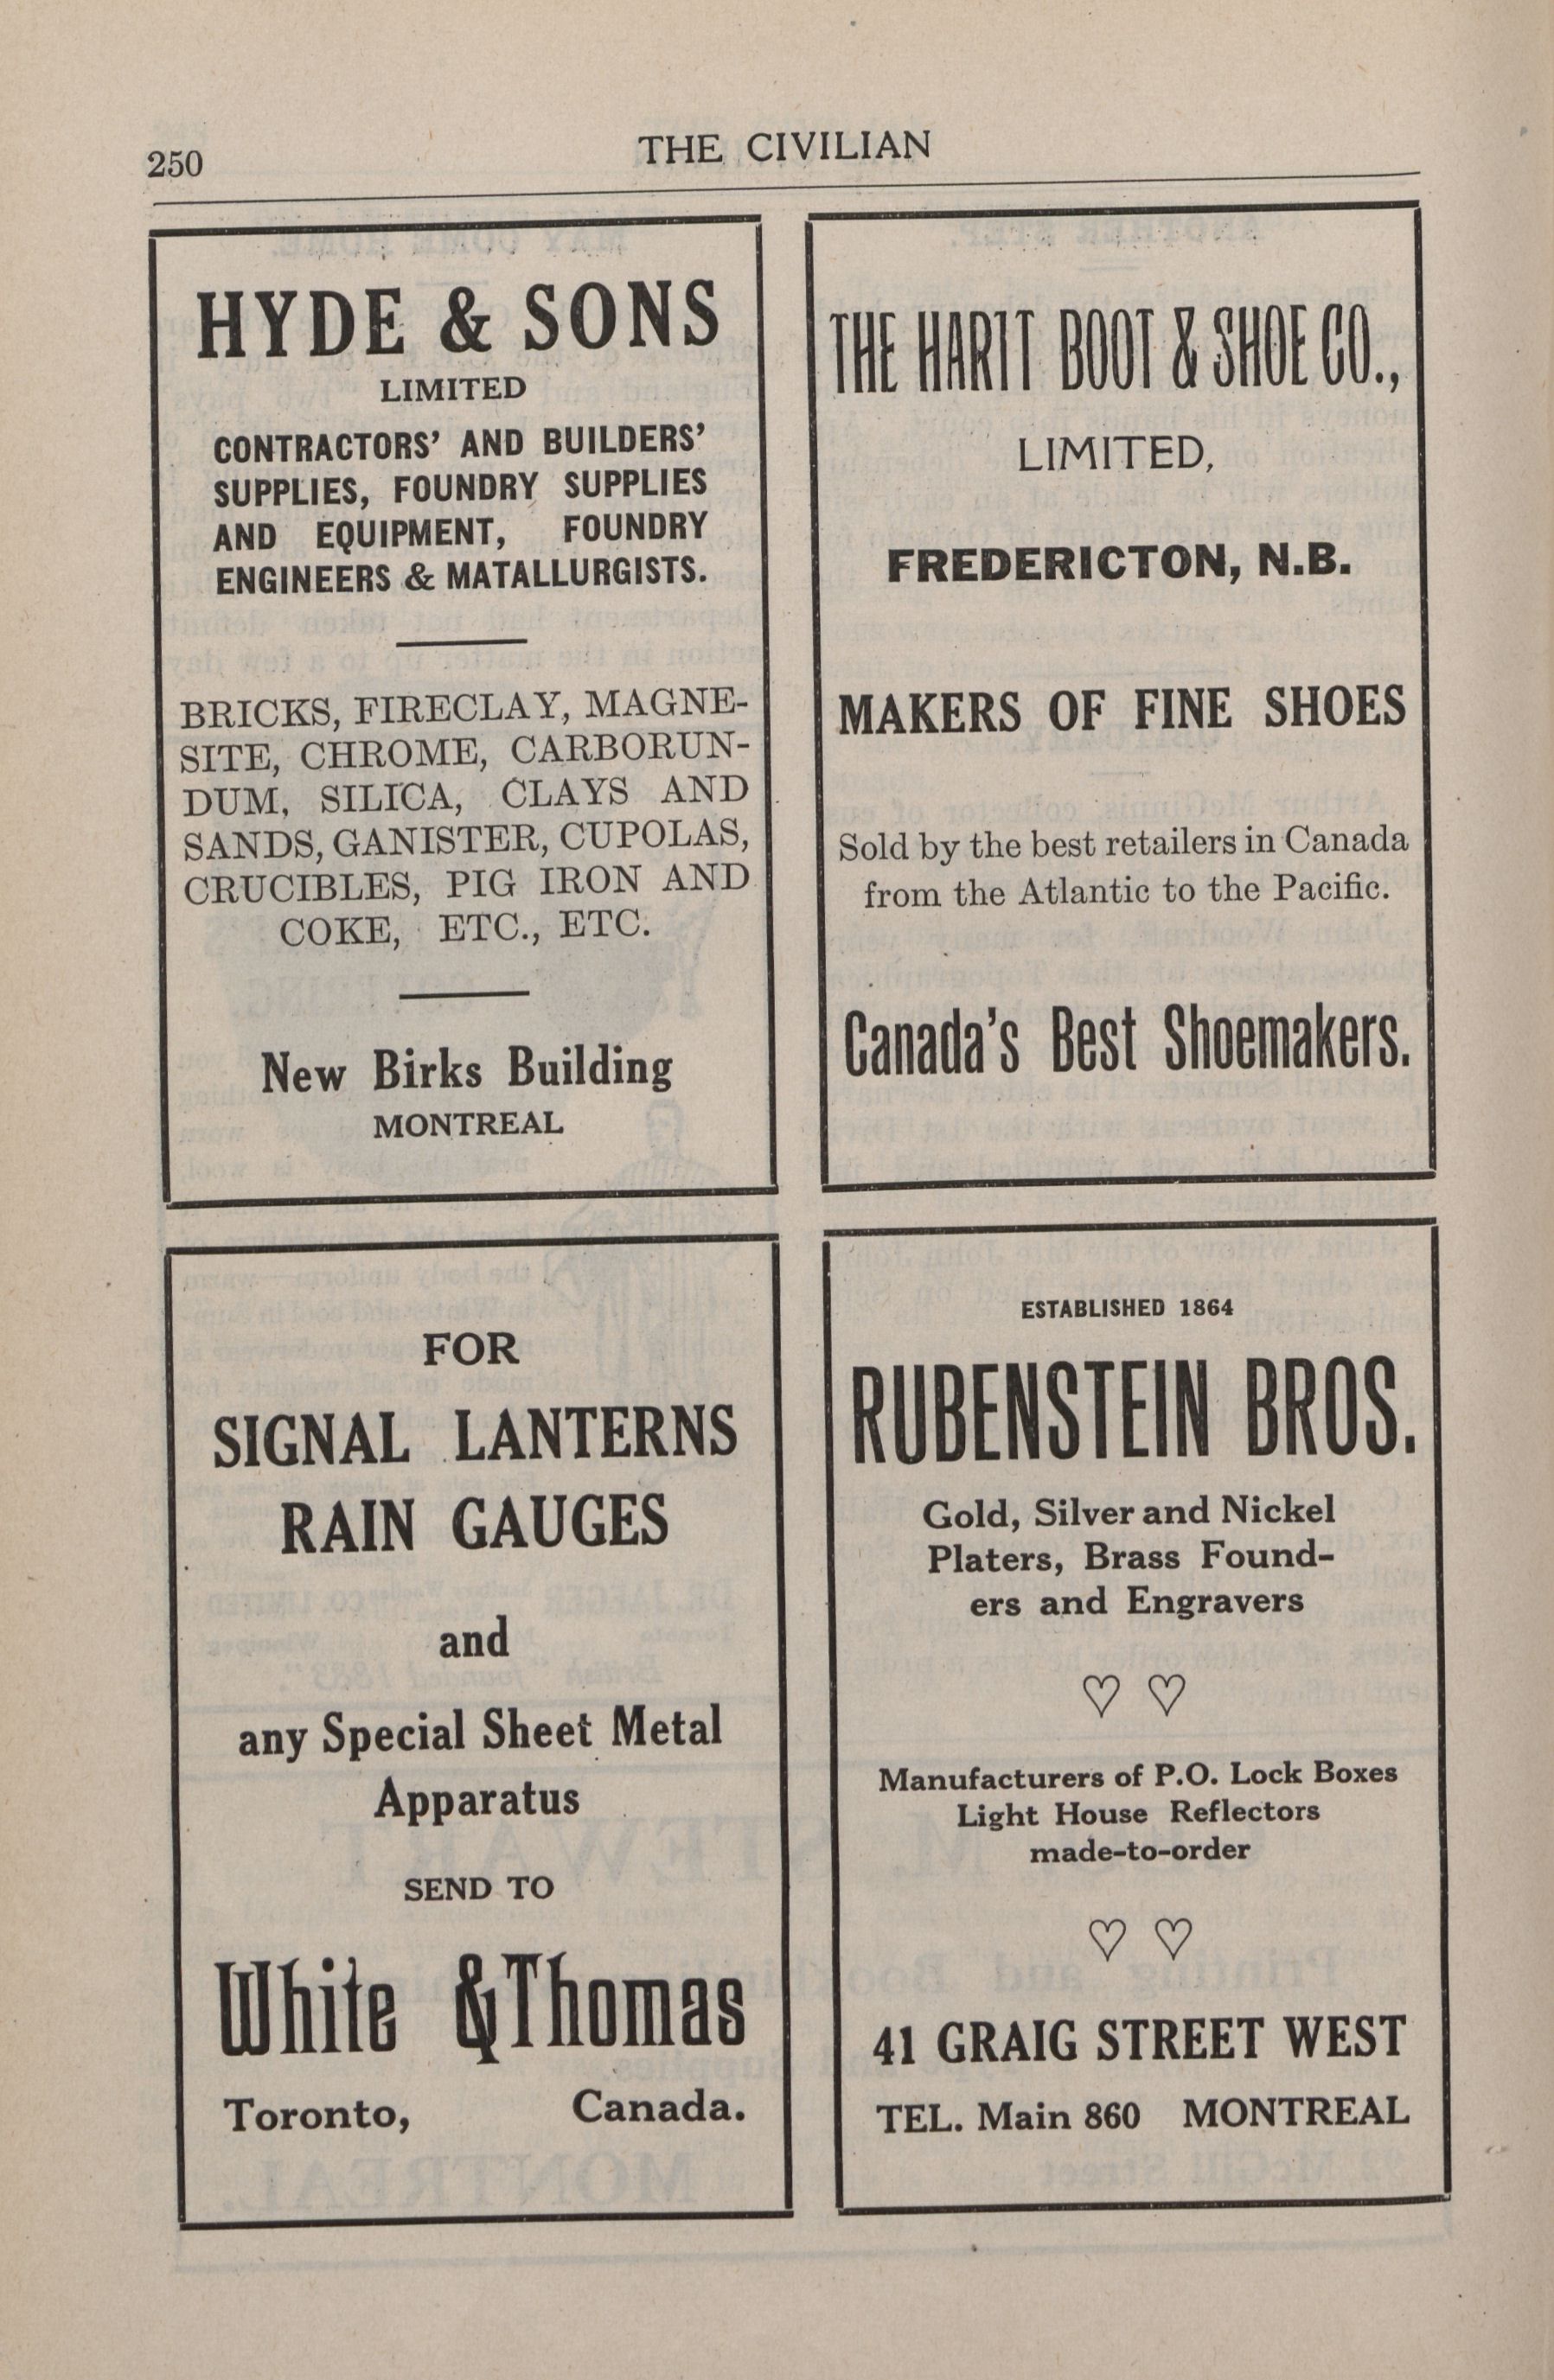 250
THE CIVILIAN
HYDE & SONS
LIMITED
CONTRACTORS' AND BUILDERS'
SUPPLIES, FOUNDRY SUPPLIES
AND EQUIPMENT, FOUNDRY
ENGINEERS & MATALLURGISTS.
BRICKS, FIRECLAY, MAGNE-
SITE, CHROME, CARBORUN-
DUM, SILICA, CLAYS AND
SANDS, GANISTER, CUPOLAS,
CRUCIBLES, PIG IRON AND
COKE, ETC., ETC.
New Birks Building
MONTREAL
THE HARTT BOOT & SHOE CO.,
LIMITED,
FREDERICTON, N.B.
MAKERS OF FINE SHOES
Sold by the best retailers in Canada
from the Atlantic to the Pacific.
Canada's Best Shoemakers.
FOR
SIGNAL LANTERNS
RAIN GAUGES
and
any Special Sheet Metal
Apparatus
SEND TO
White & Thomas
Toronto, Canada.
ESTABLISHED 1864
RUBENSTEIN BROS.
Gold, Silver and Nickel
Platers, Brass Found-
ers and Engravers
♡ ♡
Manufacturers of P.O. Lock Boxes
Light House Reflectors
made-to-order
♡ ♡
41 GRAIG STREET WEST
TEL. Main 860 MONTREAL